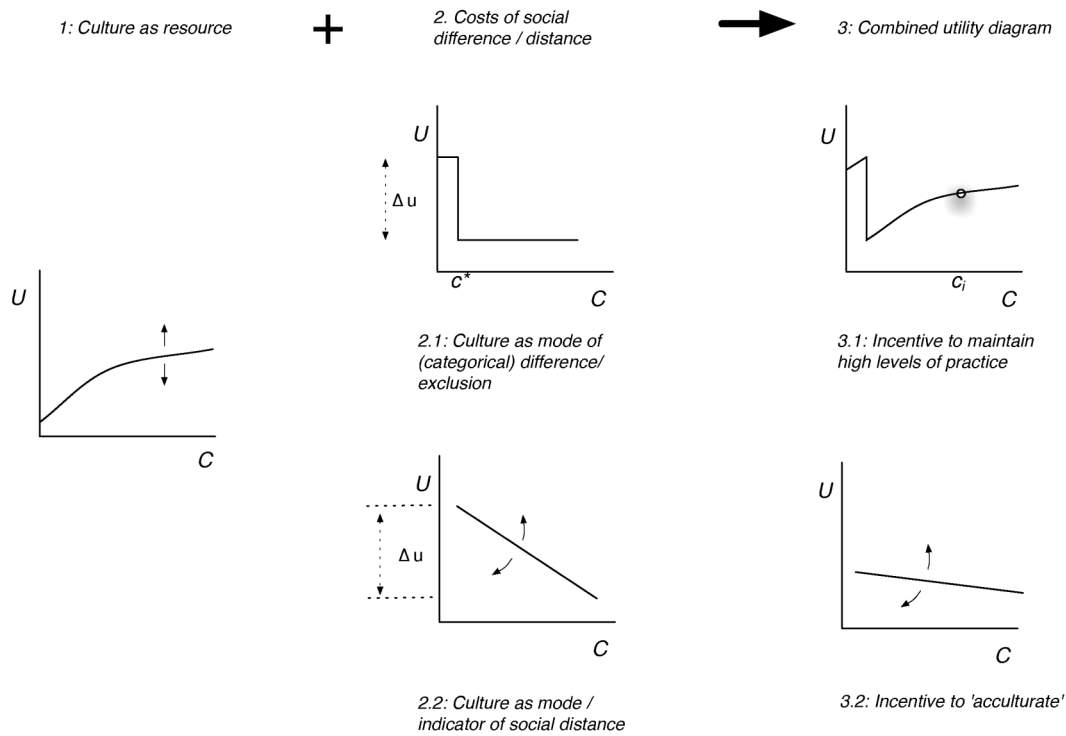 1: Culture as resource
+
2. Costs of social
difference / distance
3: Combined utility diagram
U
C
U
Δ u
c*
C
2.1: Culture as mode of
(categorical) difference/
exclusion
U
Δ u
C
2.2: Culture as mode /
indicator of social distance
U
ci
C
3.1: Incentive to maintain
high levels of practice
U
C
3.2: Incentive to 'acculturate'